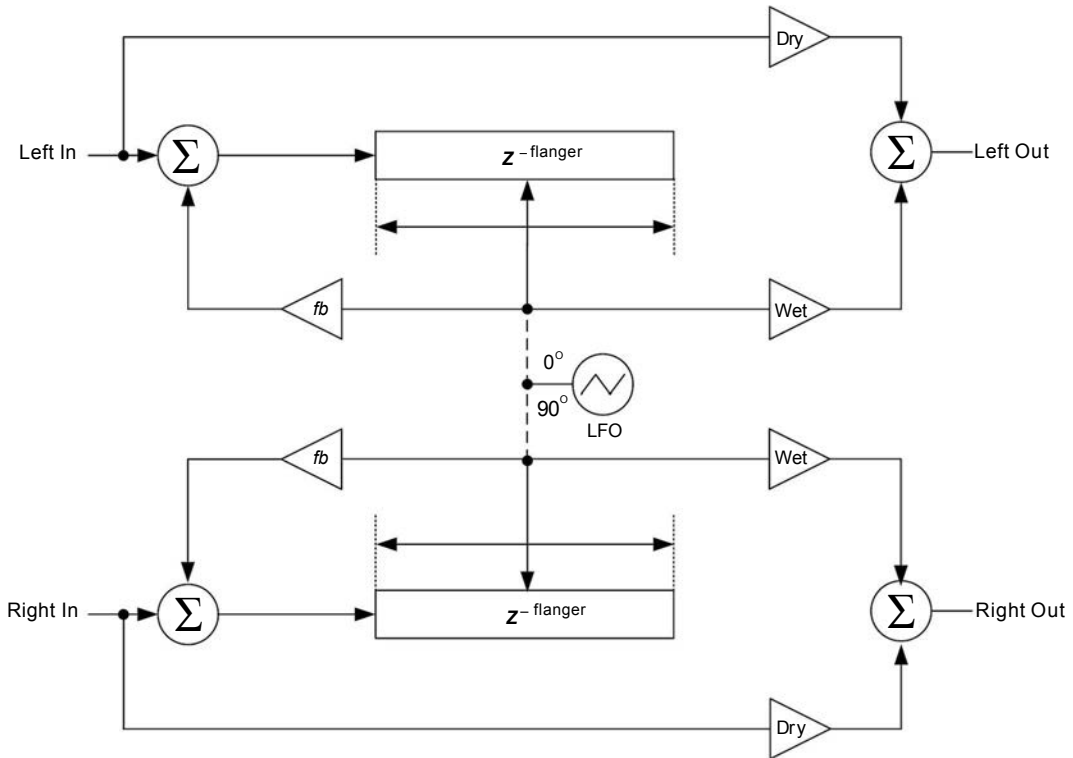 Dry
Left In
Σ
z^– flanger
Σ
Left Out
fb
Wet
0°
90°
LFO
fb
Wet
Right In
Σ
z^– flanger
Σ
Right Out
Dry